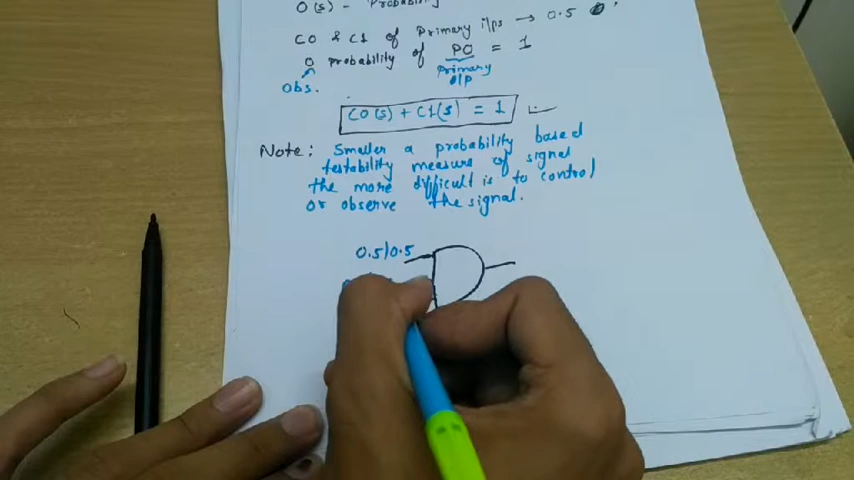 O(s) - Probability
C0 & C1 of Primary i/ps → 0.5
O probability of PO = 1
Obs.
Primary
o/p
C0(s) + C1(s) = 1
Note: Smaller a probability based
testability measure of signal
the more difficult is to control
or observe the signal.
0.5/0.5